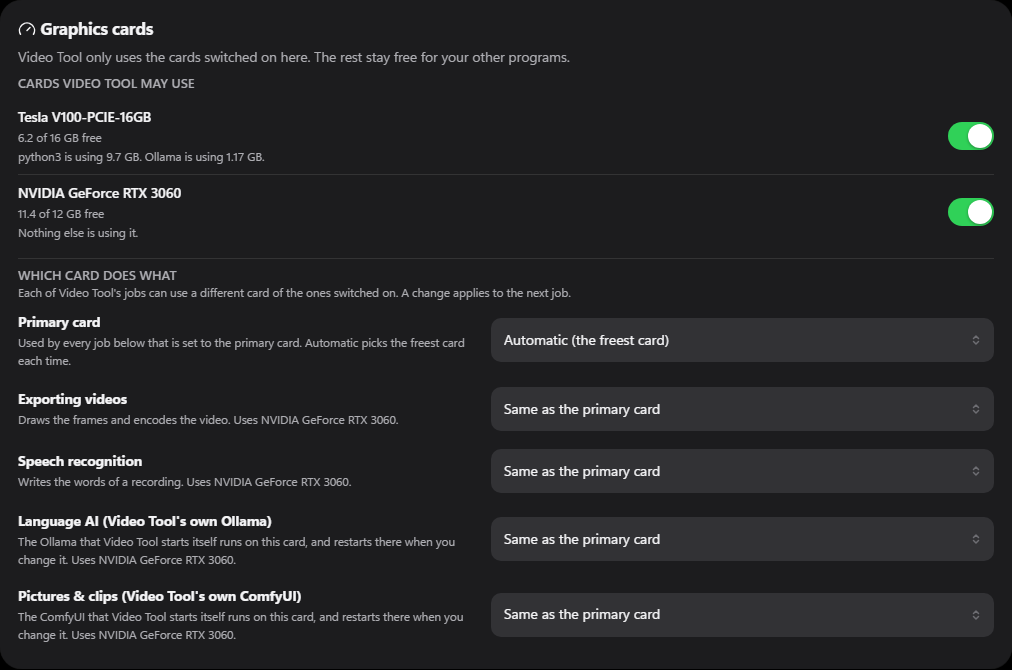 Graphics cards
Video Tool only uses the cards switched on here. The rest stay free for your other programs.
CARDS VIDEO TOOL MAY USE
Tesla V100-PCIE-16GB
6.2 of 16 GB free
python3 is using 9.7 GB. Ollama is using 1.17 GB.
NVIDIA GeForce RTX 3060
11.4 of 12 GB free
Nothing else is using it.
WHICH CARD DOES WHAT
Each of Video Tool's jobs can use a different card of the ones switched on. A change applies to the next job.
Primary card
Used by every job below that is set to the primary card. Automatic picks the freest card
each time.
Automatic (the freest card)
Exporting videos
Draws the frames and encodes the video. Uses NVIDIA GeForce RTX 3060.
Same as the primary card
Speech recognition
Writes the words of a recording. Uses NVIDIA GeForce RTX 3060.
Same as the primary card
Language AI (Video Tool's own Ollama)
The Ollama that Video Tool starts itself runs on this card, and restarts there when you
change it. Uses NVIDIA GeForce RTX 3060.
Same as the primary card
Pictures & clips (Video Tool's own ComfyUI)
The ComfyUI that Video Tool starts itself runs on this card, and restarts there when you
change it. Uses NVIDIA GeForce RTX 3060.
Same as the primary card